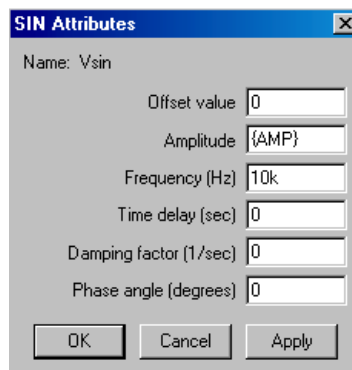 SIN Attributes
Name: Vsin
Offset value 0
Amplitude {AMP}
Frequency (Hz) 10k
Time delay (sec) 0
Damping factor (1/sec) 0
Phase angle (degrees) 0
OK Cancel Apply